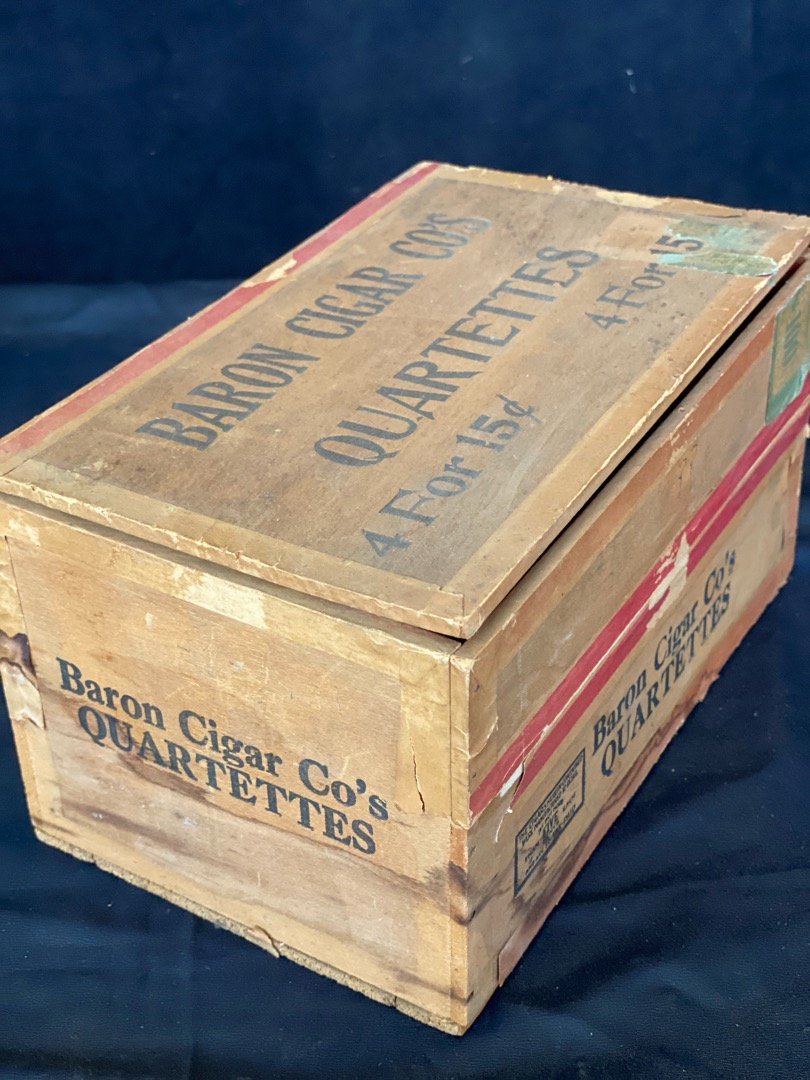 BARON CIGAR CO'S
QUARTETTES
4 For 15¢
4 For 15
Baron Cigar Co's
QUARTETTES
Baron Cigar Co's
QUARTETTES